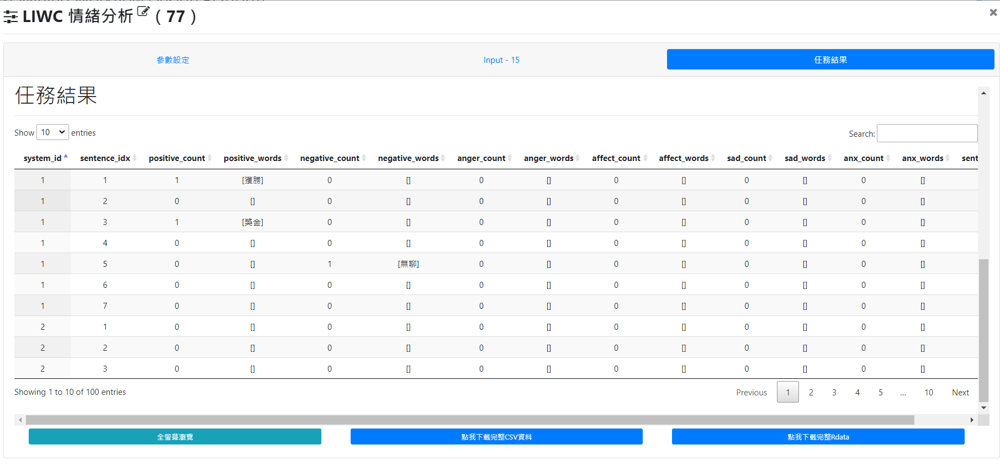 LIWC 情緒分析 ( 77 )
×
參數設定 Input - 15 任務結果
任務結果
Show 10 entries Search:
system_id sentence_idx positive_count positive_words negative_count negative_words anger_count anger_words affect_count affect_words sad_count sad_words anx_count anx_words sent
1 1 1 [獲勝] 0 [] 0 [] 0 [] 0 [] 0 []
1 2 0 [] 0 [] 0 [] 0 [] 0 [] 0 []
1 3 1 [獎金] 0 [] 0 [] 0 [] 0 [] 0 []
1 4 0 [] 0 [] 0 [] 0 [] 0 [] 0 []
1 5 0 [] 1 [無聊] 0 [] 0 [] 0 [] 0 []
1 6 0 [] 0 [] 0 [] 0 [] 0 [] 0 []
1 7 0 [] 0 [] 0 [] 0 [] 0 [] 0 []
2 1 0 [] 0 [] 0 [] 0 [] 0 [] 0 []
2 2 0 [] 0 [] 0 [] 0 [] 0 [] 0 []
2 3 0 [] 0 [] 0 [] 0 [] 0 [] 0 []
Showing 1 to 10 of 100 entries Previous 1 2 3 4 5 … 10 Next
全螢幕瀏覽 點我下載完整CSV資料 點我下載完整Rdata